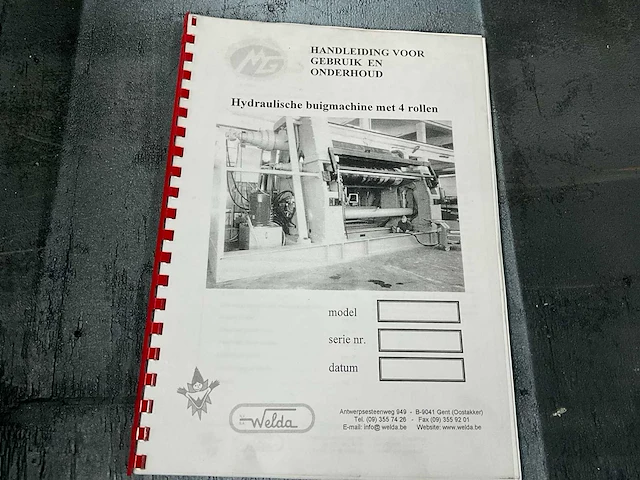 MG
HANDLEIDING VOOR
GEBRUIK EN
ONDERHOUD
Hydraulische buigmachine met 4 rollen
model
serie nr.
datum
Welda
Antwerpsesteenweg 949 - B-9041 Gent (Oostakker)
Tel. (09) 355 74 26 - Fax (09) 355 92 01
E-mail: info@ welda.be Website: www.welda.be